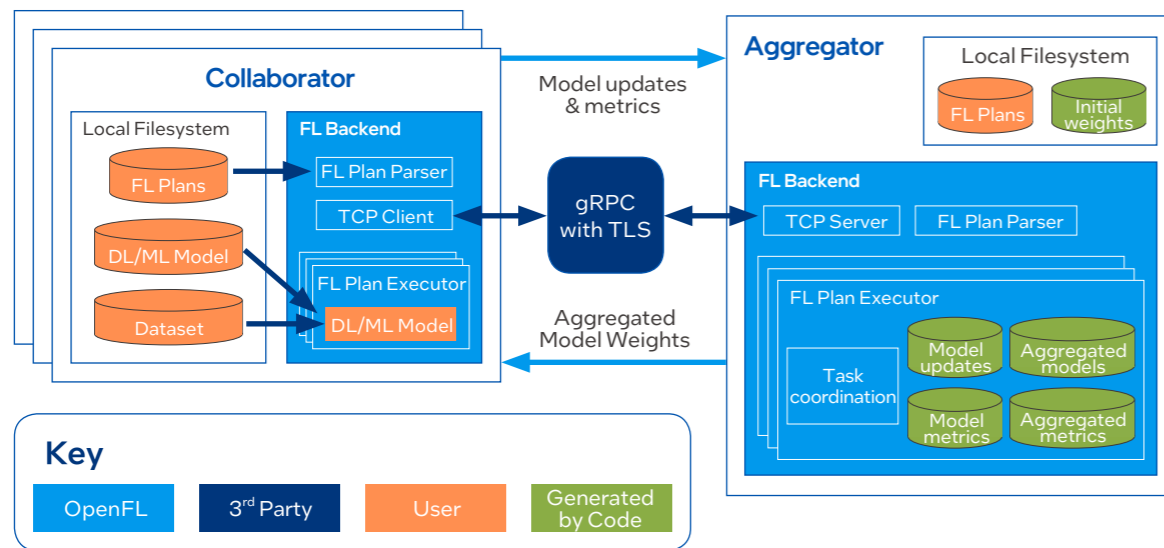 Collaborator
Local Filesystem
FL Plans
DL/ML Model
Dataset
FL Backend
FL Plan Parser
TCP Client
FL Plan Executor
DL/ML Model
Model updates
& metrics
gRPC
with TLS
Aggregated
Model Weights
Aggregator
Local Filesystem
FL Plans
Initial
weights
FL Backend
TCP Server
FL Plan Parser
FL Plan Executor
Task
coordination
Model
updates
Aggregated
models
Model
metrics
Aggregated
metrics
Key
OpenFL
3rd Party
User
Generated
by Code